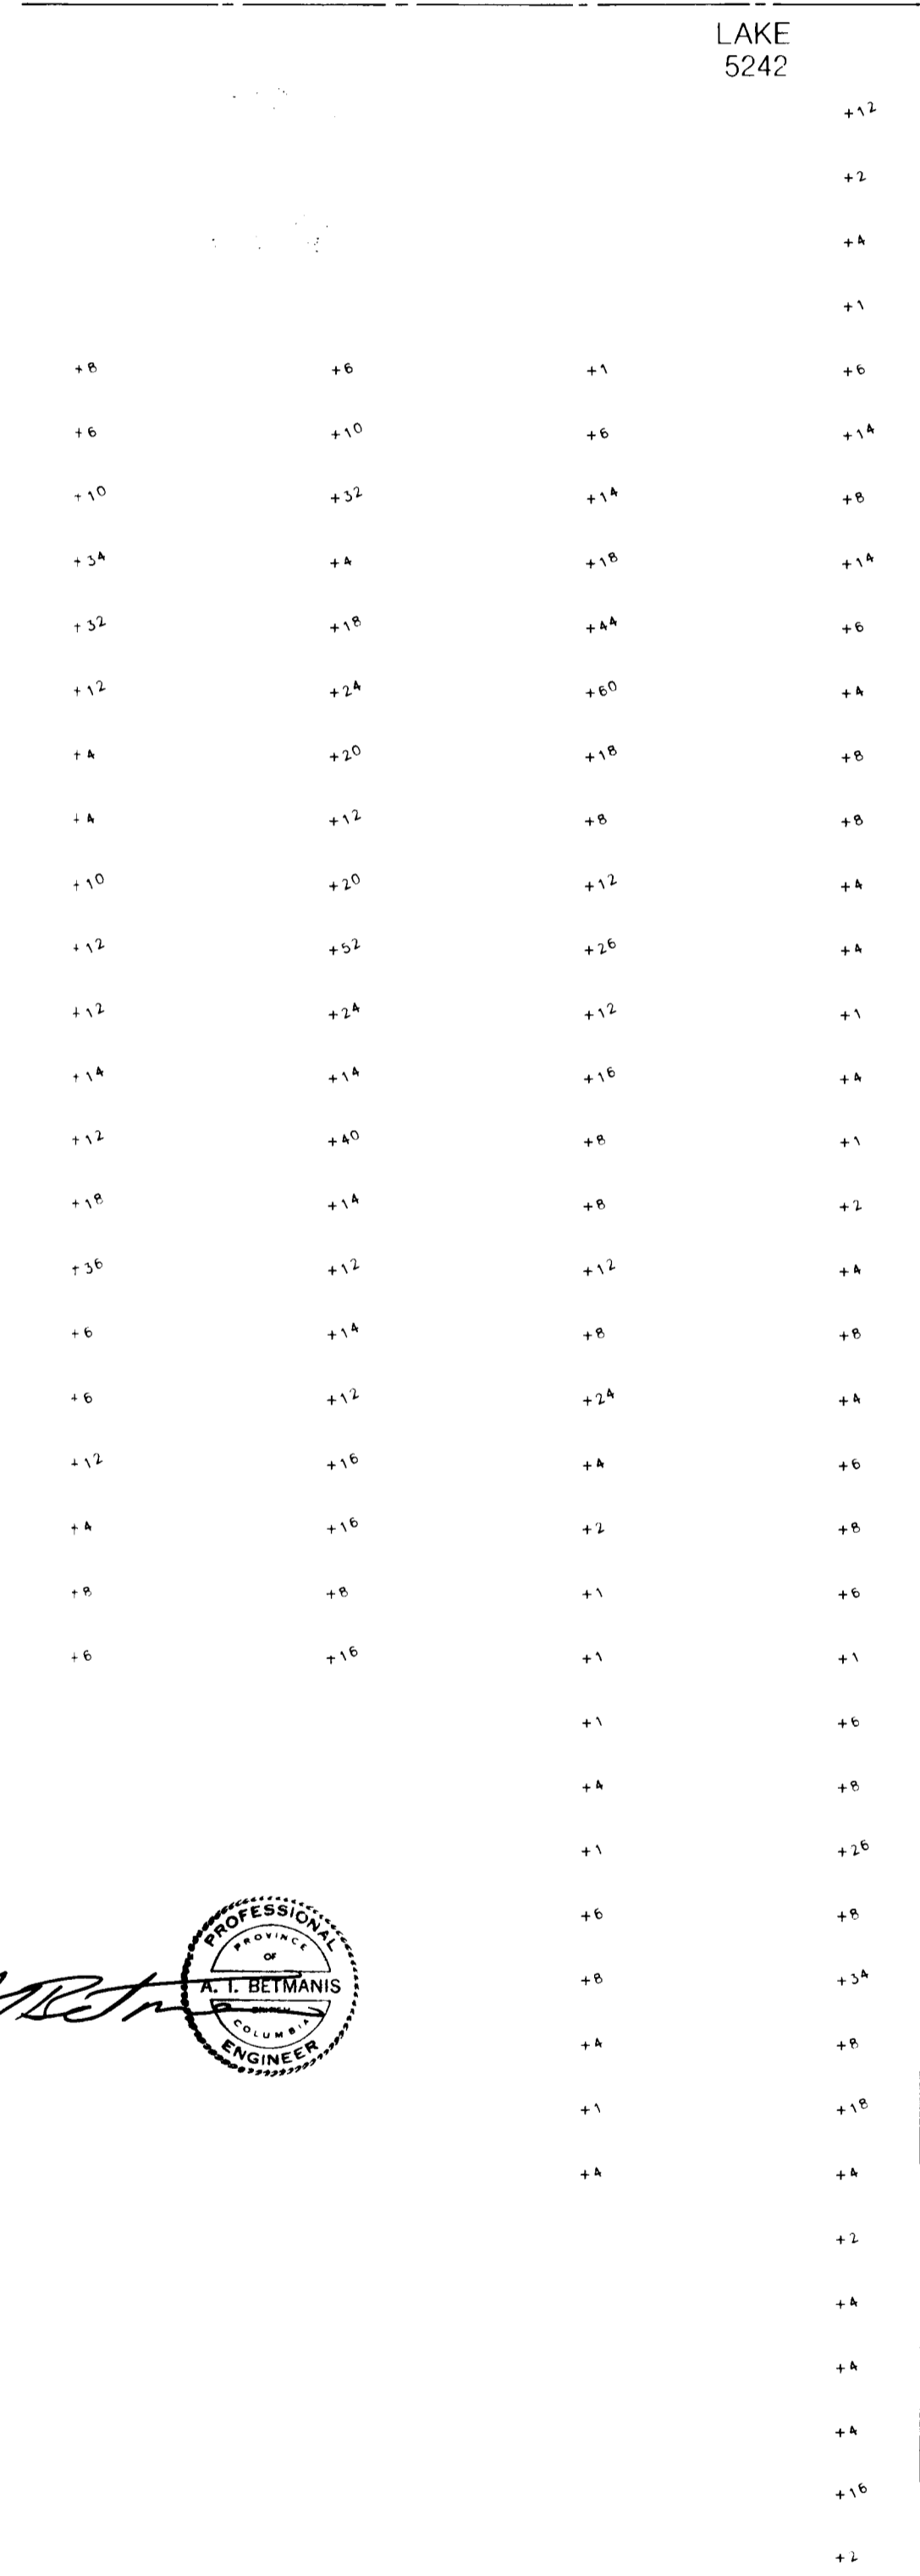 LAKE
5242
+12
+2
+4
+1
+8 +6 +1 +6
+6 +10 +6 +14
+10 +32 +14 +8
+34 +4 +18 +14
+32 +18 +44 +6
+12 +24 +60 +4
+4 +20 +18 +8
+4 +12 +8 +8
+10 +20 +12 +4
+12 +52 +26 +4
+12 +24 +12 +1
+14 +14 +16 +4
+12 +40 +8 +1
+18 +14 +8 +2
+36 +12 +12 +4
+6 +14 +8 +8
+6 +12 +24 +4
+12 +16 +4 +6
+4 +16 +2 +8
+8 +8 +1 +6
+6 +16 +1 +1
+1 +6
+4 +8
+1 +26
+6 +8
+8 +34
+4 +8
+1 +18
+4 +4
+2
+4
+4
+4
+16
+2
PROFESSIONAL
PROVINCE
OF
A. I. BETMANIS
COLUMBIA
ENGINEER